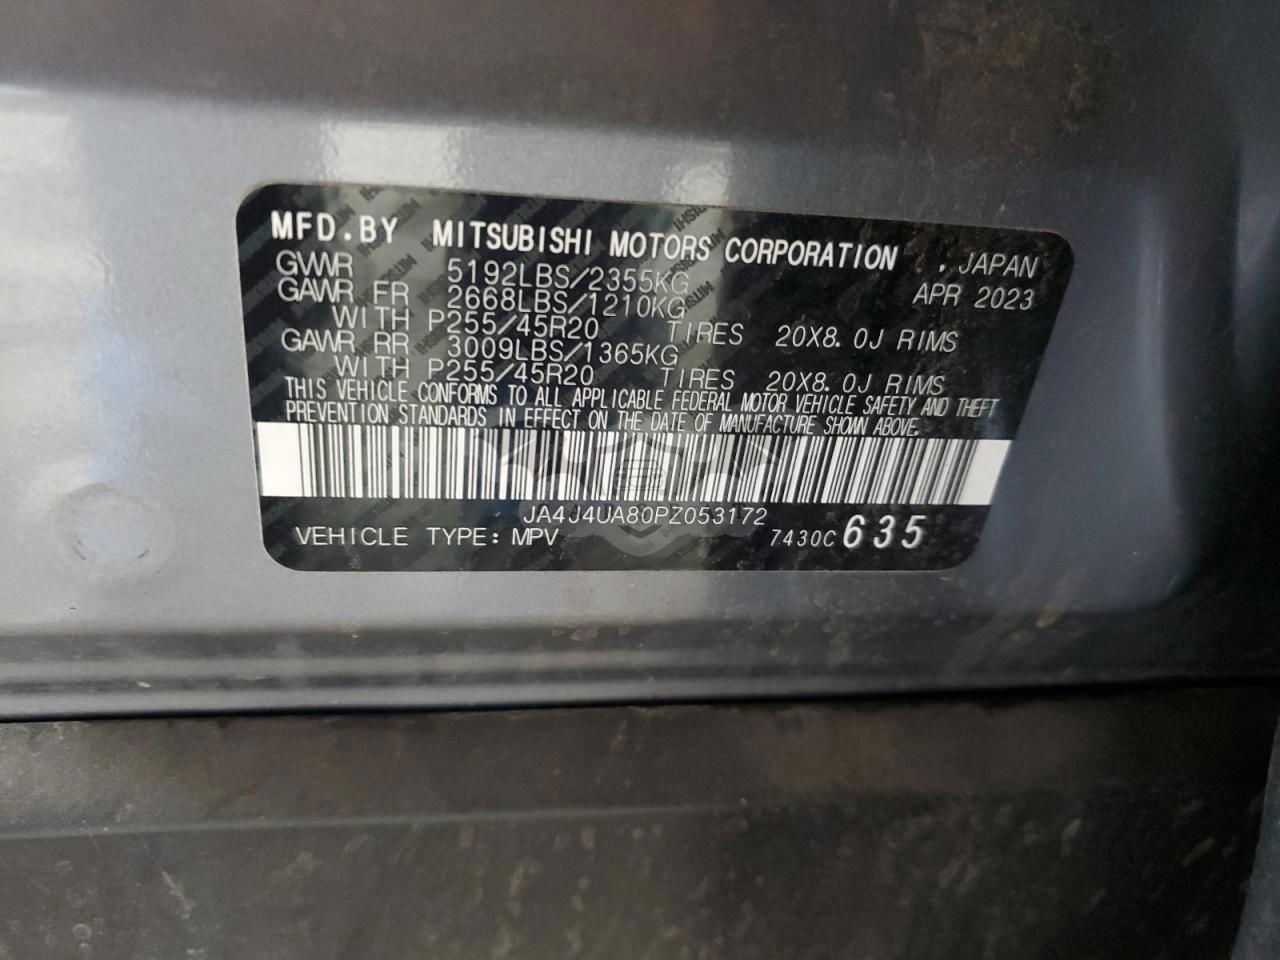 MFD.BY MITSUBISHI MOTORS CORPORATION , JAPAN
GVWR 5192LBS/2355KG APR 2023
GAWR FR 2668LBS/1210KG
WITH P255/45R20 TIRES 20X8.0J RIMS
GAWR RR 3009LBS/1365KG
WITH P255/45R20 TIRES 20X8.0J RIMS
THIS VEHICLE CONFORMS TO ALL APPLICABLE FEDERAL MOTOR VEHICLE SAFETY AND THEFT
PREVENTION STANDARDS IN EFFECT ON THE DATE OF MANUFACTURE SHOWN ABOVE.
JA4J4UA80PZ053172
VEHICLE TYPE: MPV 7430C 635